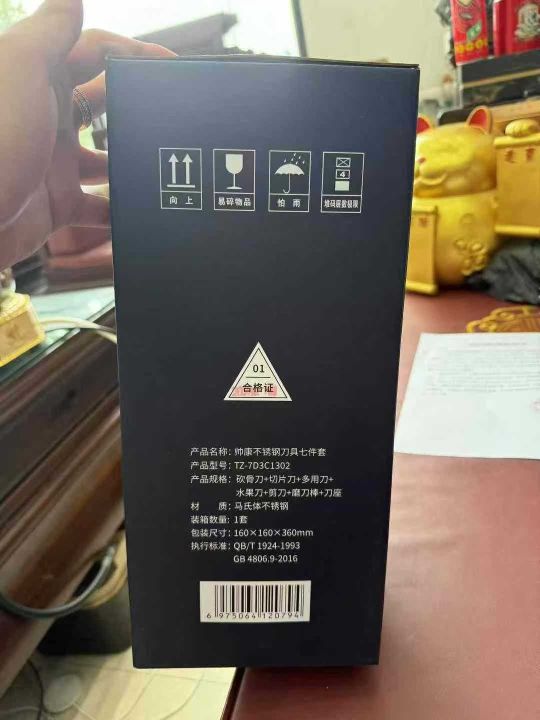 向 上
易碎物品
怕 雨
4
堆码层数极限
01
合格证
产品名称: 帅康不锈钢刀具七件套
产品型号: TZ-7D3C1302
产品规格: 砍骨刀+切片刀+多用刀+
水果刀+剪刀+磨刀棒+刀座
材 质: 马氏体不锈钢
装箱数量: 1套
包装尺寸: 160×160×360mm
执行标准: QB/T 1924-1993
GB 4806.9-2016
6 975064 120794